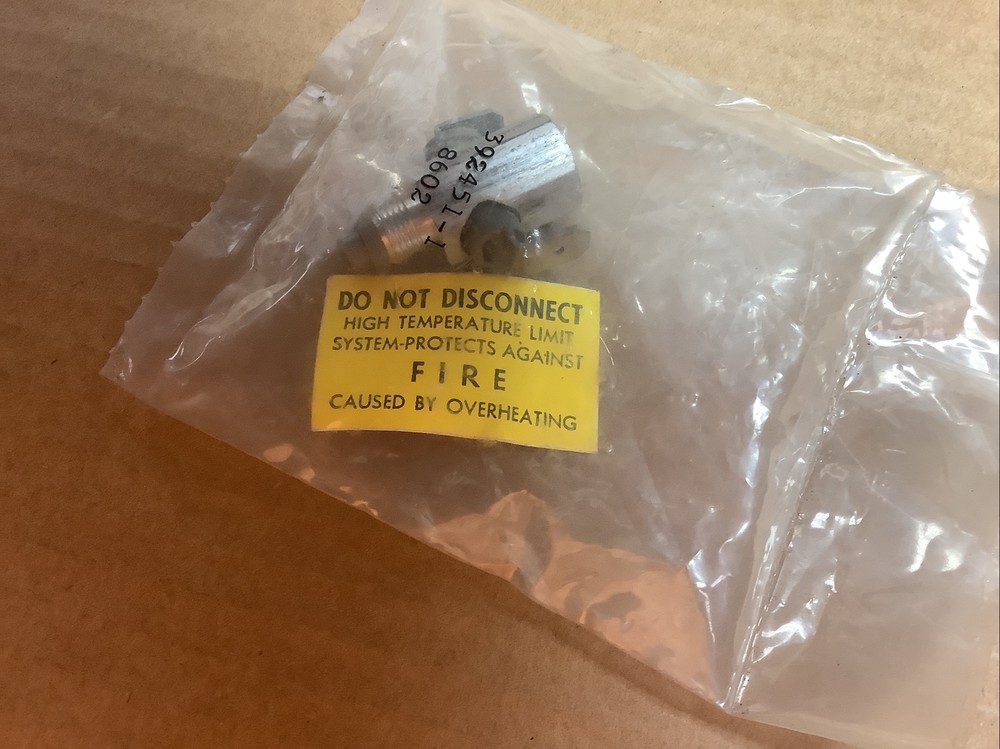 392451-1
8602
DO NOT DISCONNECT
HIGH TEMPERATURE LIMIT
SYSTEM-PROTECTS AGAINST
FIRE
CAUSED BY OVERHEATING